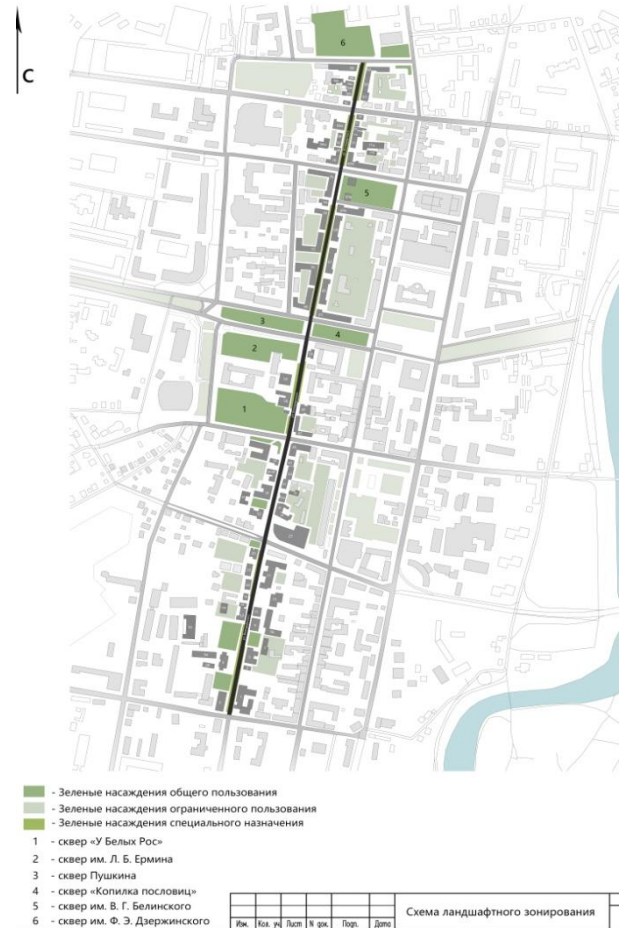 С
6
5
3
4
2
1
- Зеленые насаждения общего пользования
- Зеленые насаждения ограниченного пользования
- Зеленые насаждения специального назначения
1 - сквер «У Белых Рос»
2 - сквер им. Л. Б. Ермина
3 - сквер Пушкина
4 - сквер «Копилка пословиц»
5 - сквер им. В. Г. Белинского
6 - сквер им. Ф. Э. Дзержинского
Изм. Кол. уч Лист N док. Подп. Дата
Схема ландшафтного зонирования